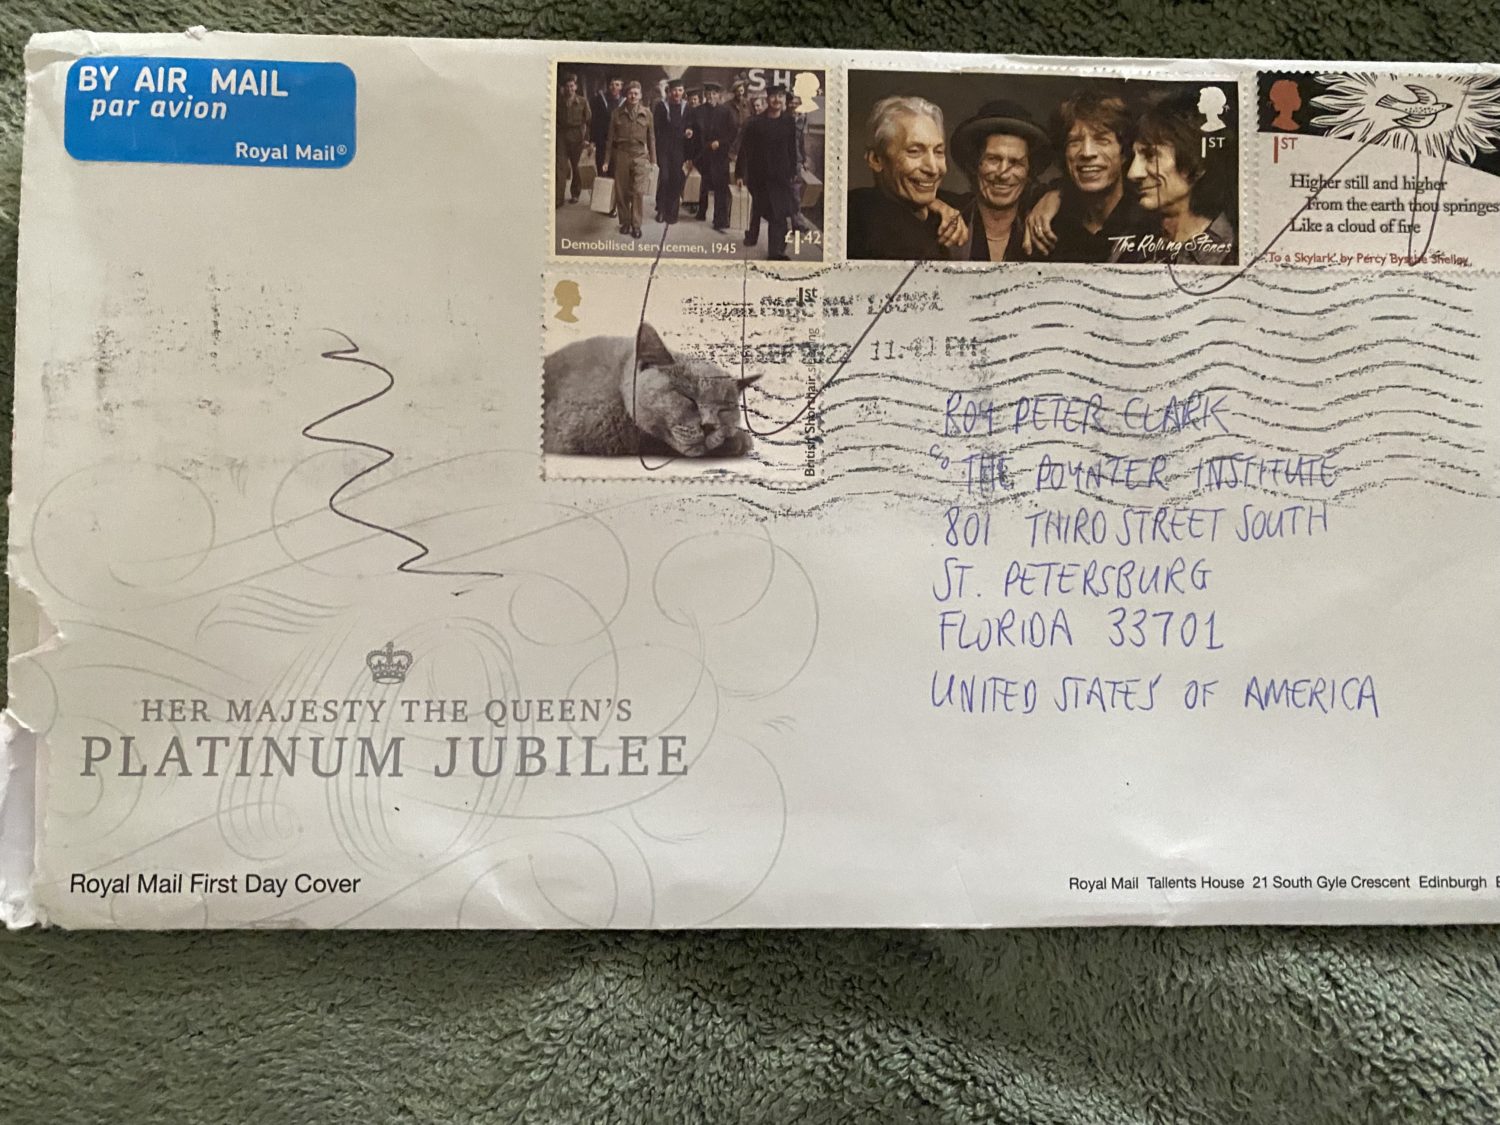 BY AIR MAIL
par avion
Royal Mail®
SH
£1.42
Demobilised servicemen, 1945
1ST
The Rolling Stones
1ST
Higher still and higher
From the earth thou springest
Like a cloud of fire
'To a Skylark' by Percy Bysshe Shelley
1st
British Shorthair
SEP 2022 11:41 PM
ROY PETER CLARK
c/o THE POYNTER INSTITUTE
801 THIRD STREET SOUTH
ST. PETERSBURG
FLORIDA 33701
UNITED STATES OF AMERICA
HER MAJESTY THE QUEEN'S
PLATINUM JUBILEE
Royal Mail First Day Cover
Royal Mail Tallents House 21 South Gyle Crescent Edinburgh